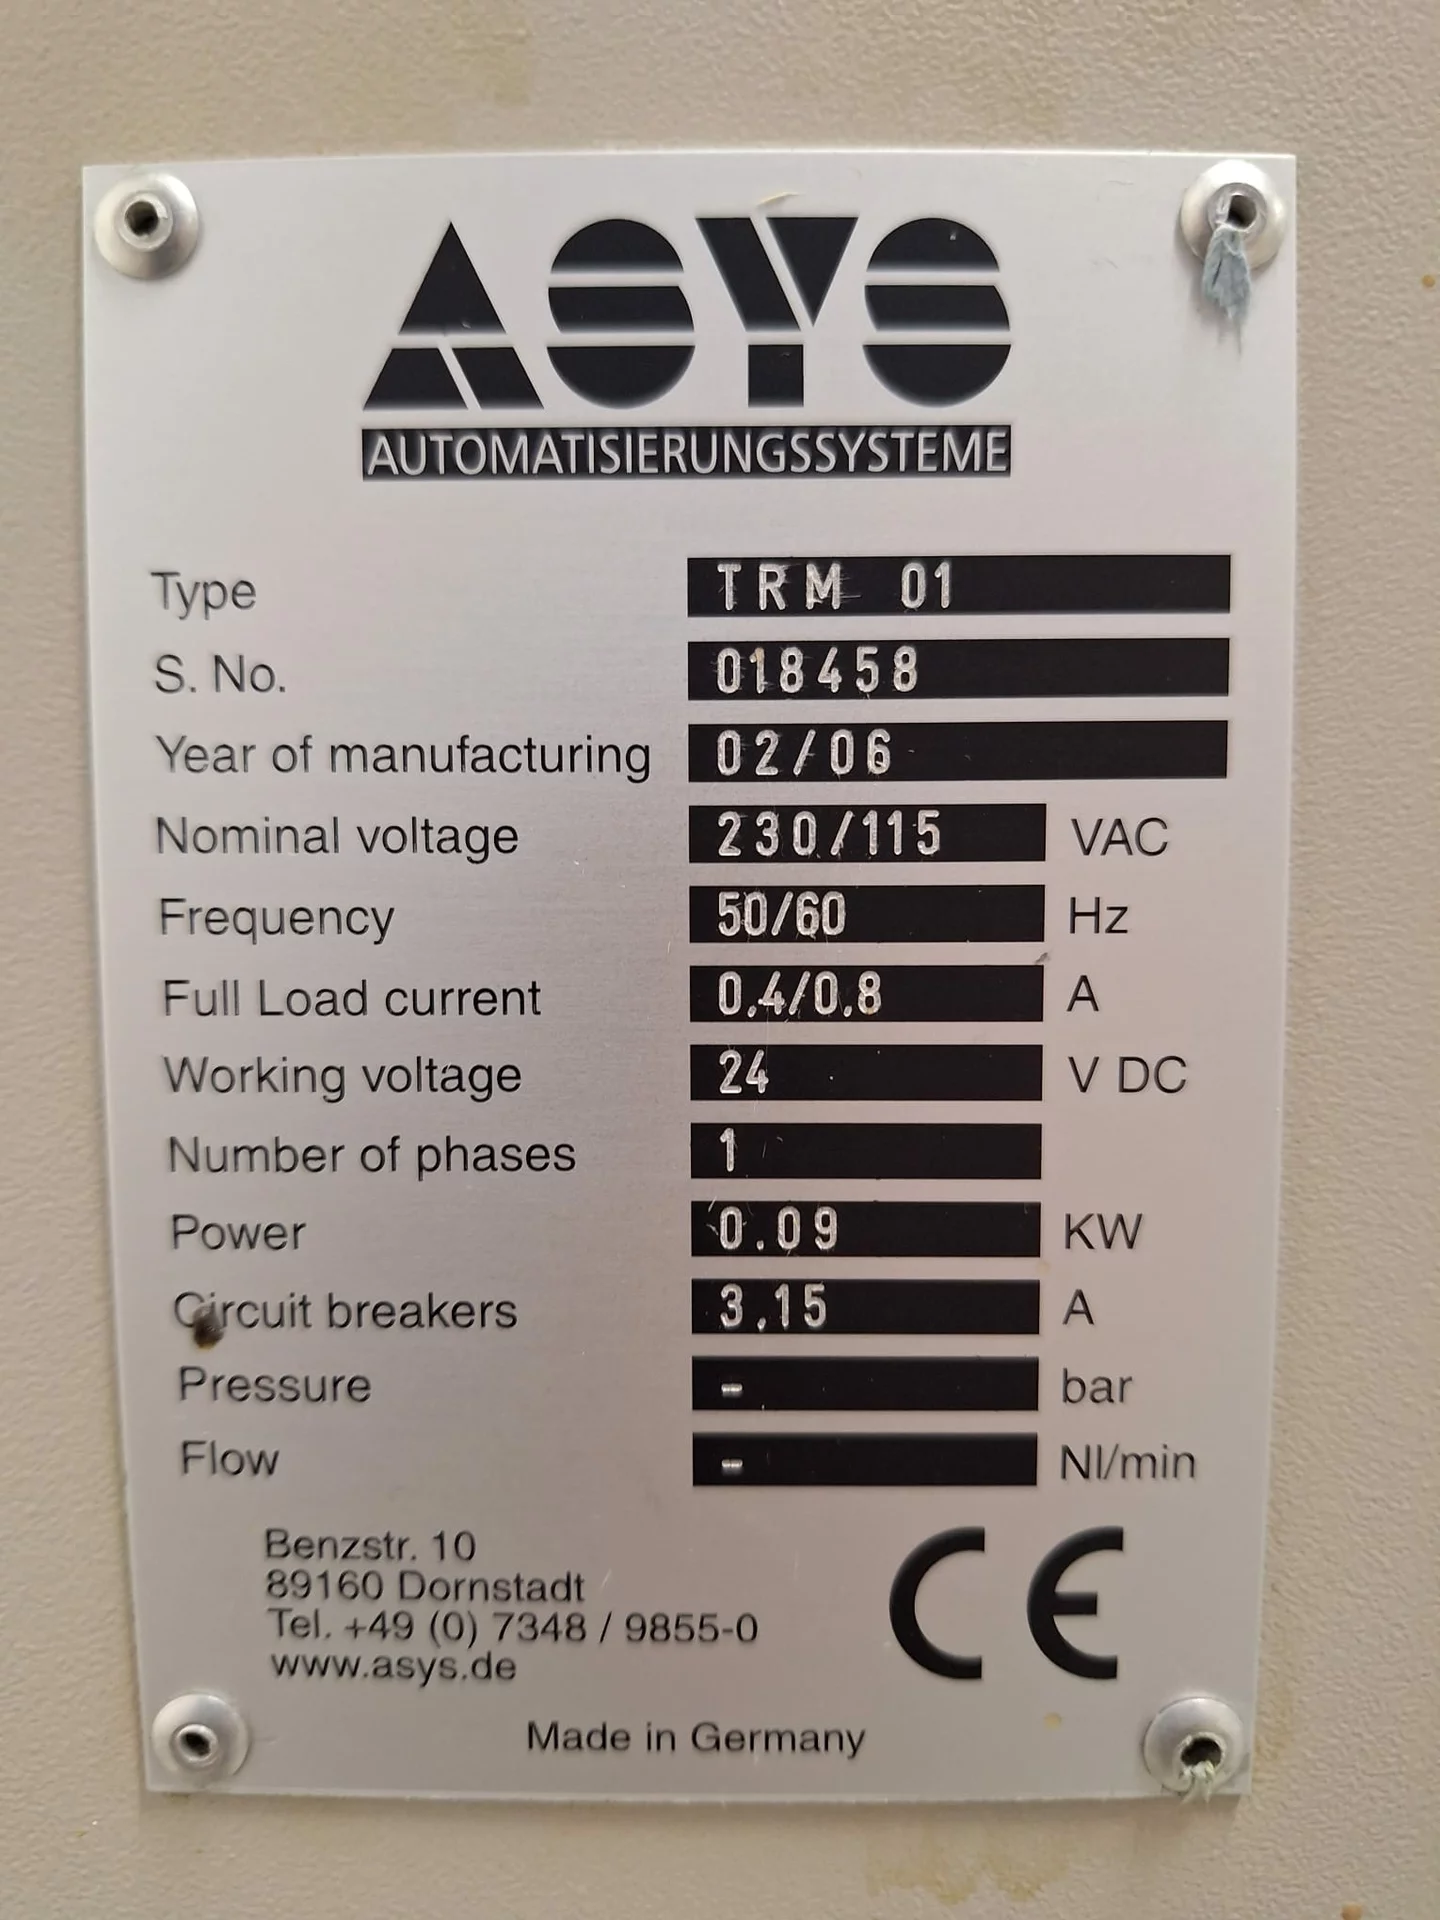 ASYS
AUTOMATISIERUNGSSYSTEME
Type TRM 01
S. No. 018458
Year of manufacturing 02/06
Nominal voltage 230/115 VAC
Frequency 50/60 Hz
Full Load current 0.4/0.8 A
Working voltage 24 V DC
Number of phases 1
Power 0.09 KW
Circuit breakers 3.15 A
Pressure - bar
Flow - Nl/min
Benzstr. 10
89160 Dornstadt
Tel. +49 (0) 7348 / 9855-0
www.asys.de
CE
Made in Germany